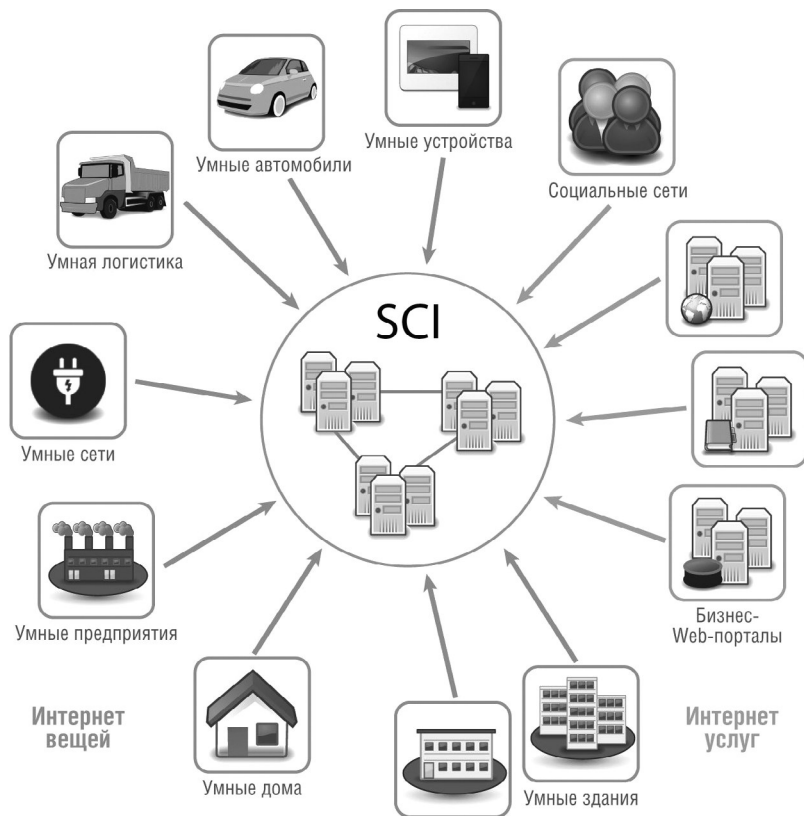 Умные автомобили
Умные устройства
Социальные сети
Умная логистика
SCI
Умные сети
Умные предприятия
Бизнес-
Web-порталы
Интернет
вещей
Интернет
услуг
Умные дома
Умные здания